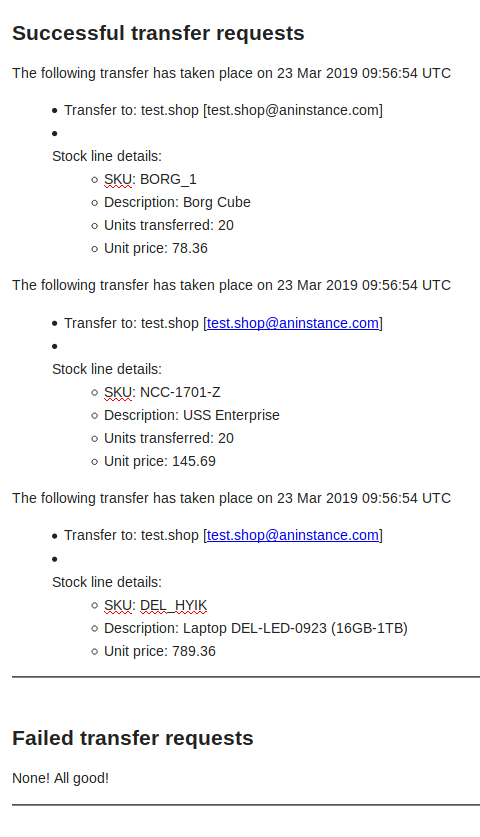 Successful transfer requests
The following transfer has taken place on 23 Mar 2019 09:56:54 UTC
Transfer to: test.shop [test.shop@aninstance.com]
Stock line details:
SKU: BORG_1
Description: Borg Cube
Units transferred: 20
Unit price: 78.36
The following transfer has taken place on 23 Mar 2019 09:56:54 UTC
Transfer to: test.shop [test.shop@aninstance.com]
Stock line details:
SKU: NCC-1701-Z
Description: USS Enterprise
Units transferred: 20
Unit price: 145.69
The following transfer has taken place on 23 Mar 2019 09:56:54 UTC
Transfer to: test.shop [test.shop@aninstance.com]
Stock line details:
SKU: DEL_HYIK
Description: Laptop DEL-LED-0923 (16GB-1TB)
Unit price: 789.36
Failed transfer requests
None! All good!